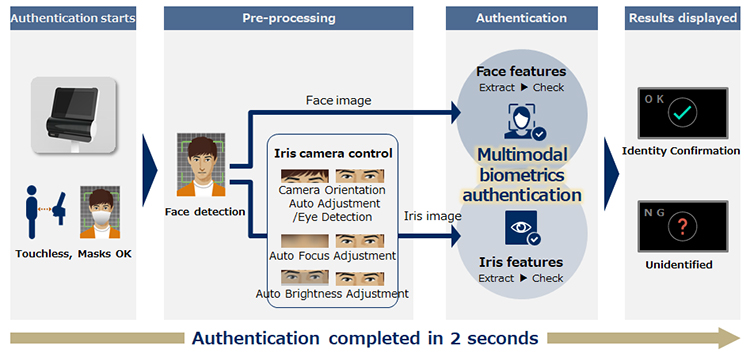 Authentication starts
Pre-processing
Authentication
Results displayed
Touchless, Masks OK
Face detection
Face image
Iris camera control
Camera Orientation
Auto Adjustment
/Eye Detection
Auto Focus Adjustment
Auto Brightness Adjustment
Iris image
Face features
Extract ▶ Check
Multimodal
biometrics
authentication
Iris features
Extract ▶ Check
OK
Identity Confirmation
NG
?
Unidentified
Authentication completed in 2 seconds